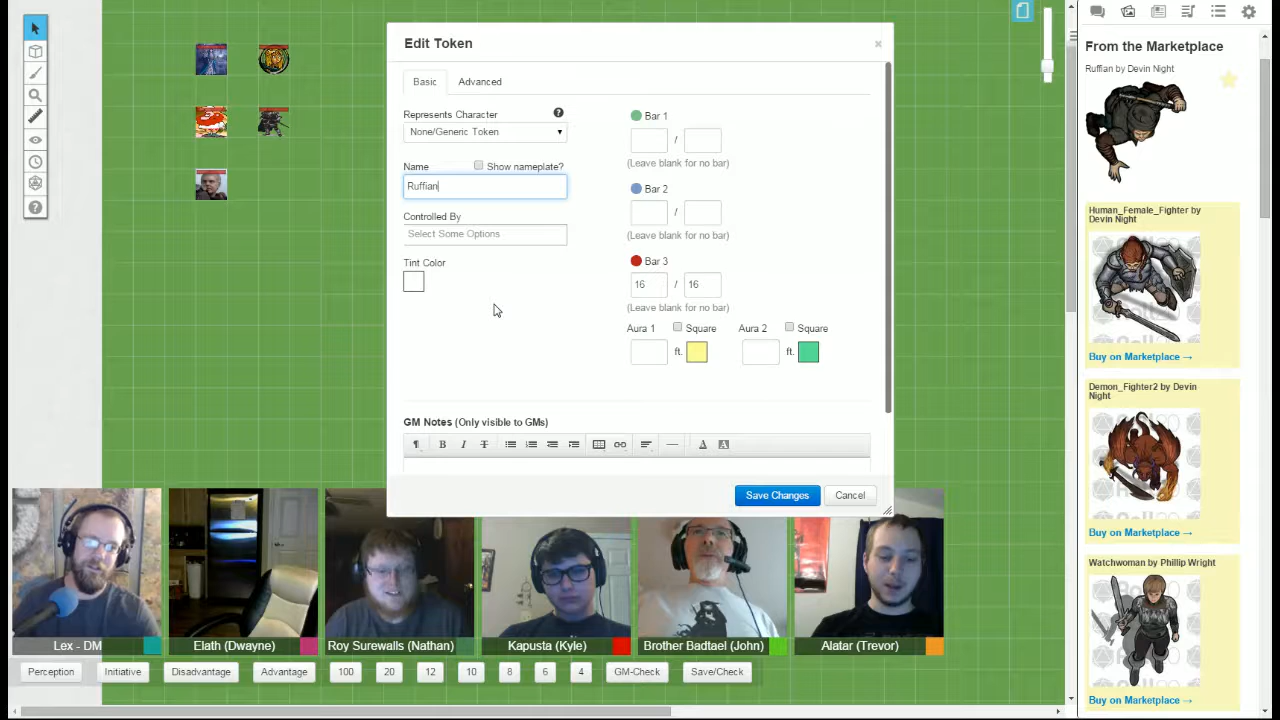 Edit Token
×
Basic
Advanced
Represents Character
?
None/Generic Token
Name
Show nameplate?
Ruffian
Controlled By
Select Some Options
Tint Color
Bar 1
/
(Leave blank for no bar)
Bar 2
/
(Leave blank for no bar)
Bar 3
16 / 16
(Leave blank for no bar)
Aura 1
Square
Aura 2
Square
ft.
ft.
GM Notes (Only visible to GMs)
¶ B I T A A
Save Changes
Cancel
?
From the Marketplace
Ruffian by Devin Night
Human_Female_Fighter by
Devin Night
Buy on Marketplace →
Demon_Fighter2 by Devin
Night
Buy on Marketplace →
Watchwoman by Phillip Wright
Buy on Marketplace →
Lex - DM
Elath (Dwayne)
Roy Surewalls (Nathan)
Kapusta (Kyle)
Brother Badtael (John)
Alatar (Trevor)
Perception
Initiative
Disadvantage
Advantage
100
20
12
10
8
6
4
GM-Check
Save/Check